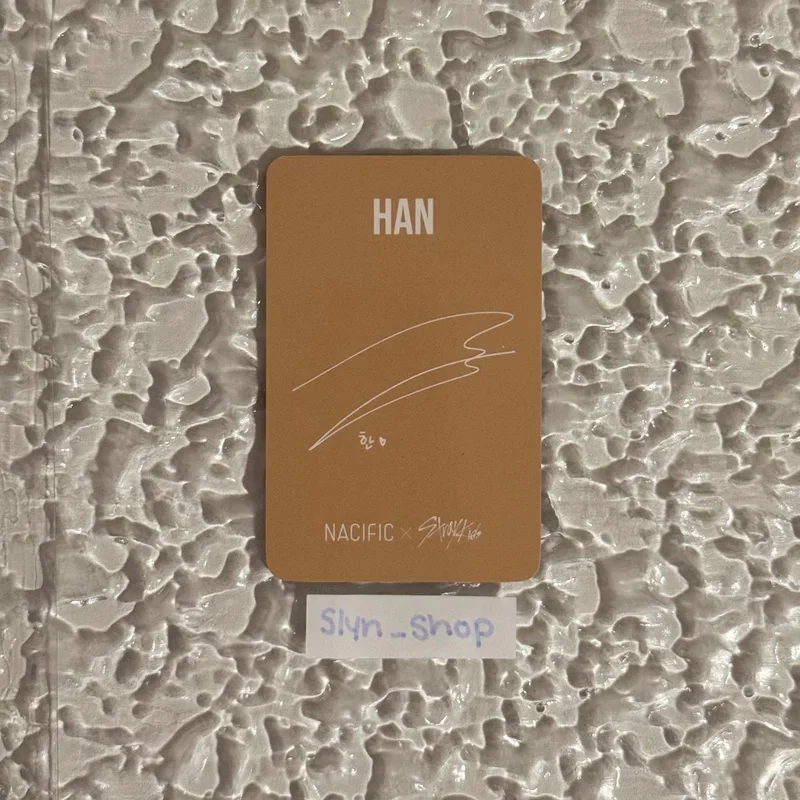 HAN
한
NACIFIC × Stray Kids
Slyn_shop